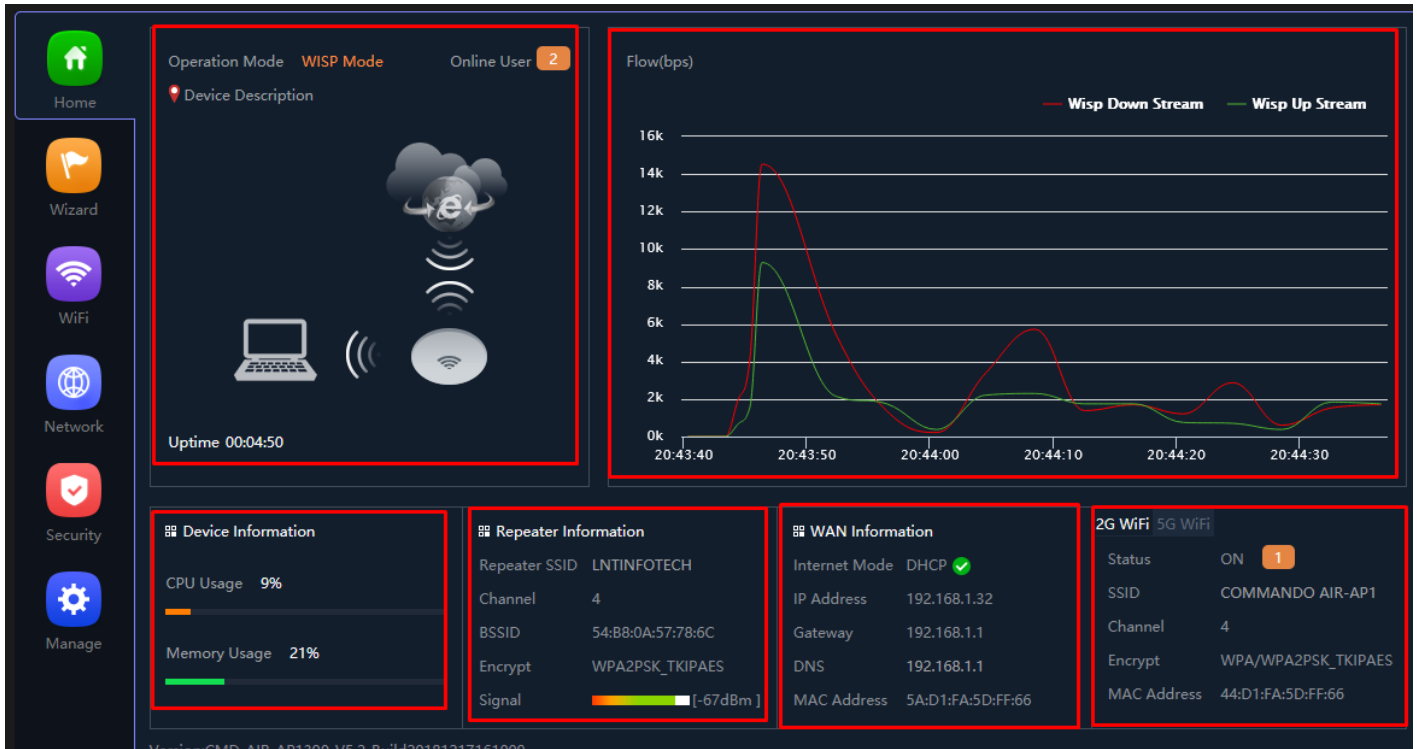 Home
Wizard
WiFi
Network
Security
Manage
Operation Mode WISP Mode Online User 2
Device Description
Uptime 00:04:50
Flow(bps)
Wisp Down Stream Wisp Up Stream
16k
14k
12k
10k
8k
6k
4k
2k
0k
20:43:40 20:43:50 20:44:00 20:44:10 20:44:20 20:44:30
Device Information
CPU Usage 9%
Memory Usage 21%
Repeater Information
Repeater SSID LNTINFOTECH
Channel 4
BSSID 54:B8:0A:57:78:6C
Encrypt WPA2PSK_TKIPAES
Signal [-67dBm ]
WAN Information
Internet Mode DHCP
IP Address 192.168.1.32
Gateway 192.168.1.1
DNS 192.168.1.1
MAC Address 5A:D1:FA:5D:FF:66
2G WiFi 5G WiFi
Status ON 1
SSID COMMANDO AIR-AP1
Channel 4
Encrypt WPA/WPA2PSK_TKIPAES
MAC Address 44:D1:FA:5D:FF:66